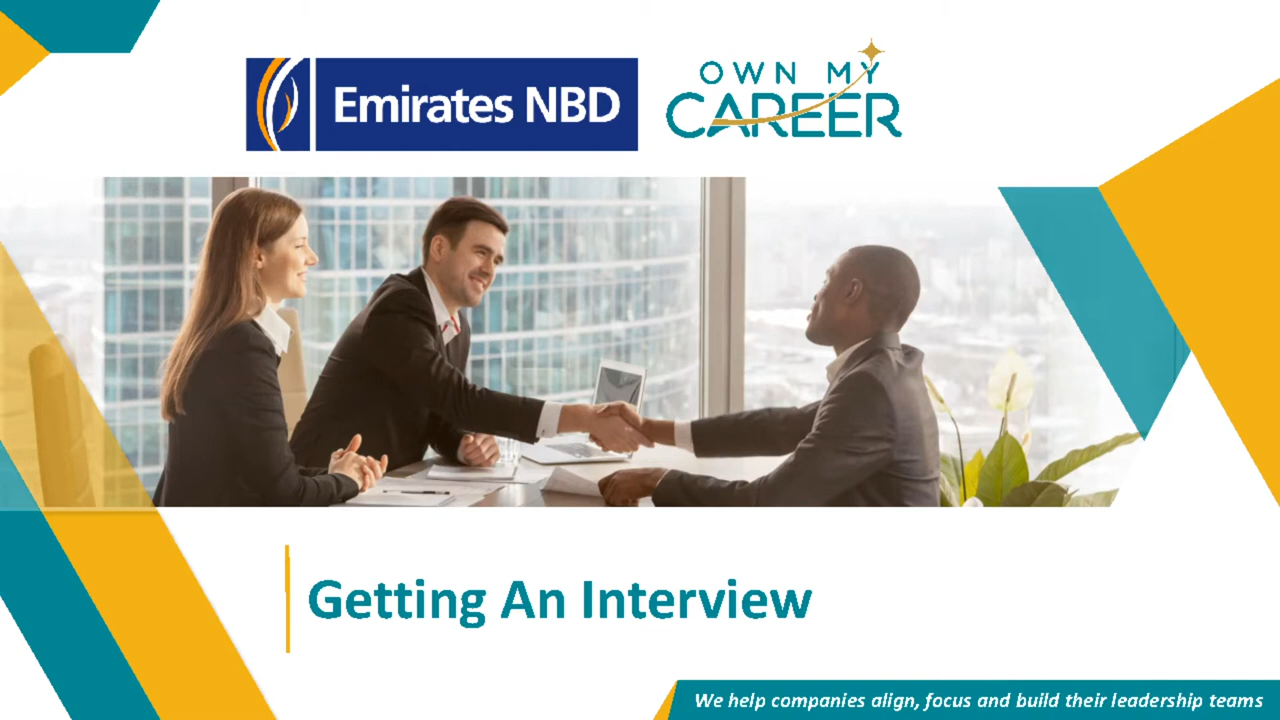 Emirates NBD
OWN MY
CAREER
Getting An Interview
We help companies align, focus and build their leadership teams